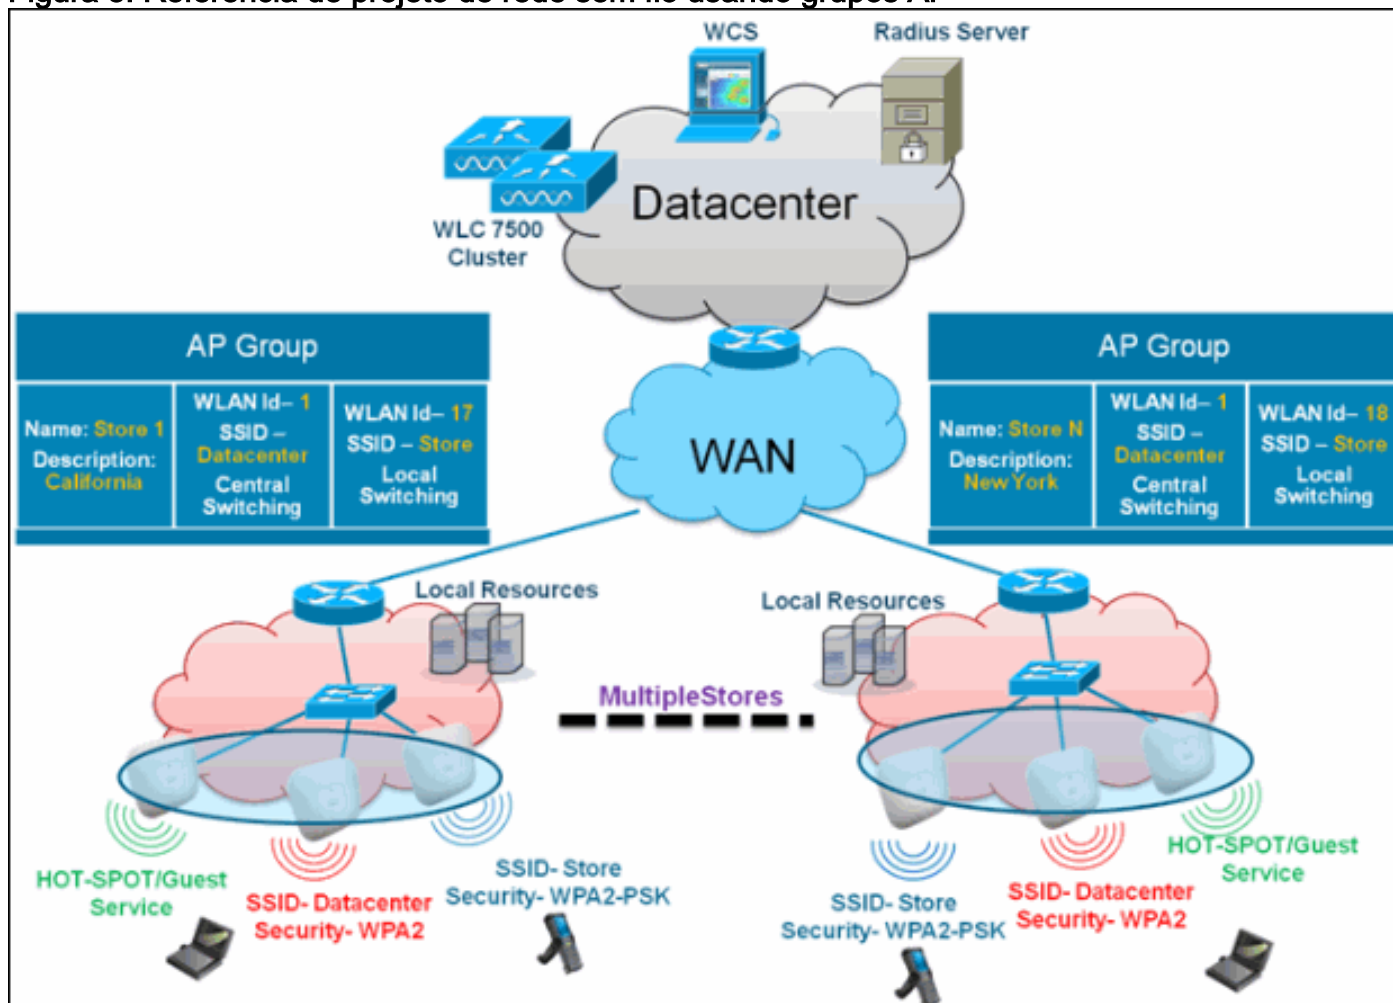 WCS
Radius Server
WLC 7500
Cluster
Datacenter
AP Group
Name: Store 1
Description:
California
WLAN Id– 1
SSID –
Datacenter
Central
Switching
WLAN Id– 17
SSID – Store
Local
Switching
WAN
AP Group
Name: Store N
Description:
NewYork
WLAN Id– 1
SSID –
Datacenter
Central
Switching
WLAN Id– 18
SSID – Store
Local
Switching
Local Resources
Local Resources
MultipleStores
HOT-SPOT/Guest
Service
SSID- Datacenter
Security- WPA2
SSID- Store
Security- WPA2-PSK
SSID- Store
Security- WPA2-PSK
SSID- Datacenter
Security- WPA2
HOT-SPOT/Guest
Service